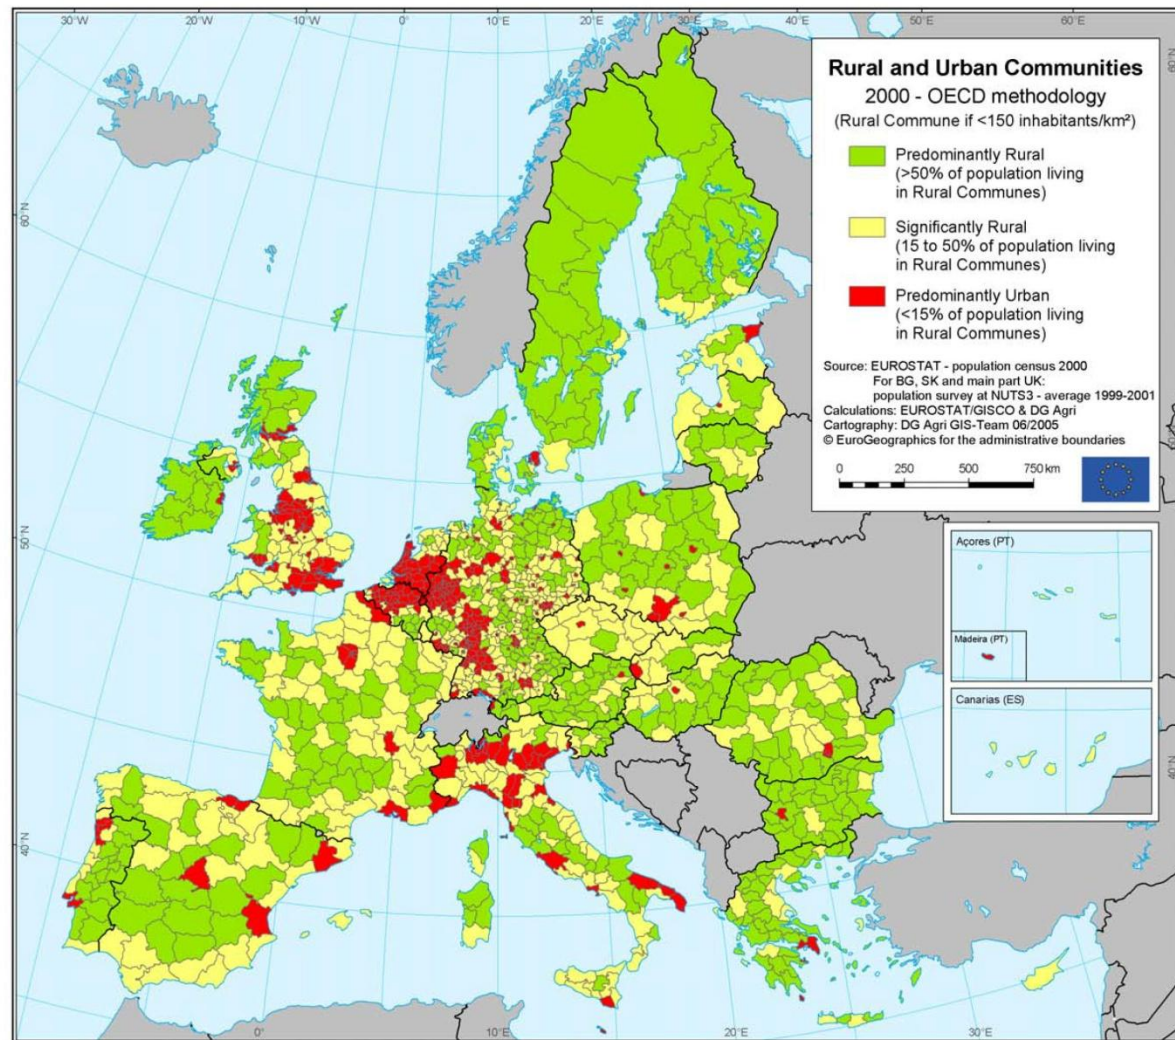 30°W
20°W
10°W
0°
10°E
20°E
30°E
40°E
50°E
60°E
60°N
60°N
50°N
40°N
40°N
Rural and Urban Communities
2000 - OECD methodology
(Rural Commune if <150 inhabitants/km²)
Predominantly Rural
(>50% of population living
in Rural Communes)
Significantly Rural
(15 to 50% of population living
in Rural Communes)
Predominantly Urban
(<15% of population living
in Rural Communes)
Source: EUROSTAT - population census 2000
For BG, SK and main part UK:
population survey at NUTS3 - average 1999-2001
Calculations: EUROSTAT/GISCO & DG Agri
Cartography: DG Agri GIS-Team 06/2005
© EuroGeographics for the administrative boundaries
0 250 500 750 km
Açores (PT)
Madeira (PT)
Canarias (ES)
0°
10°E
20°E
30°E